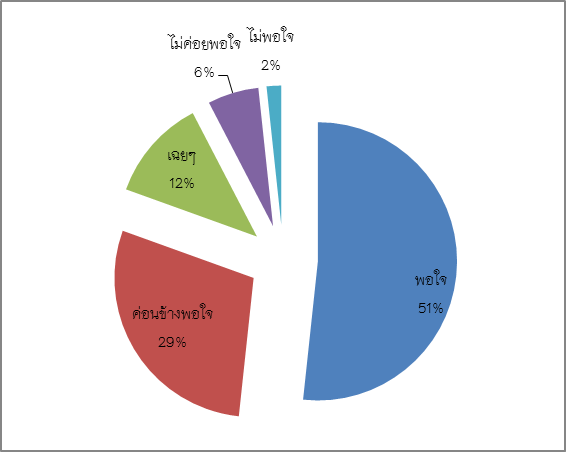 ไม่พอใจ
2%
ไม่ค่อยพอใจ
6%
เฉยๆ
12%
พอใจ
51%
ค่อนข้างพอใจ
29%